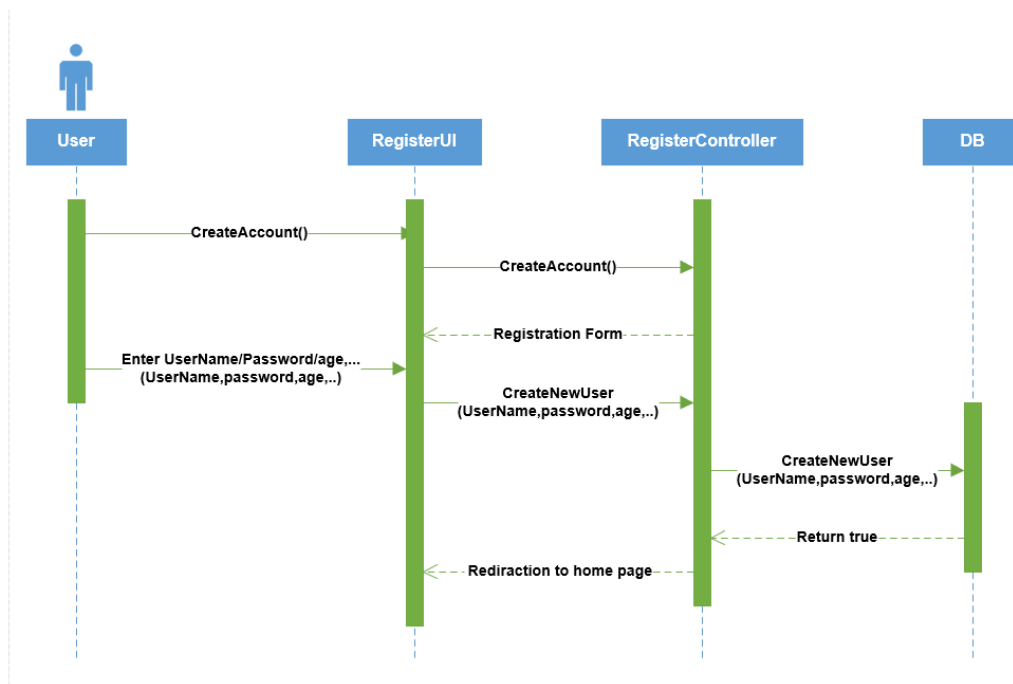 User
RegisterUI
RegisterController
DB
CreateAccount()
CreateAccount()
Registration Form
Enter UserName/Password/age,...
(UserName,password,age,..)
CreateNewUser
(UserName,password,age,..)
CreateNewUser
(UserName,password,age,..)
Return true
Rediraction to home page